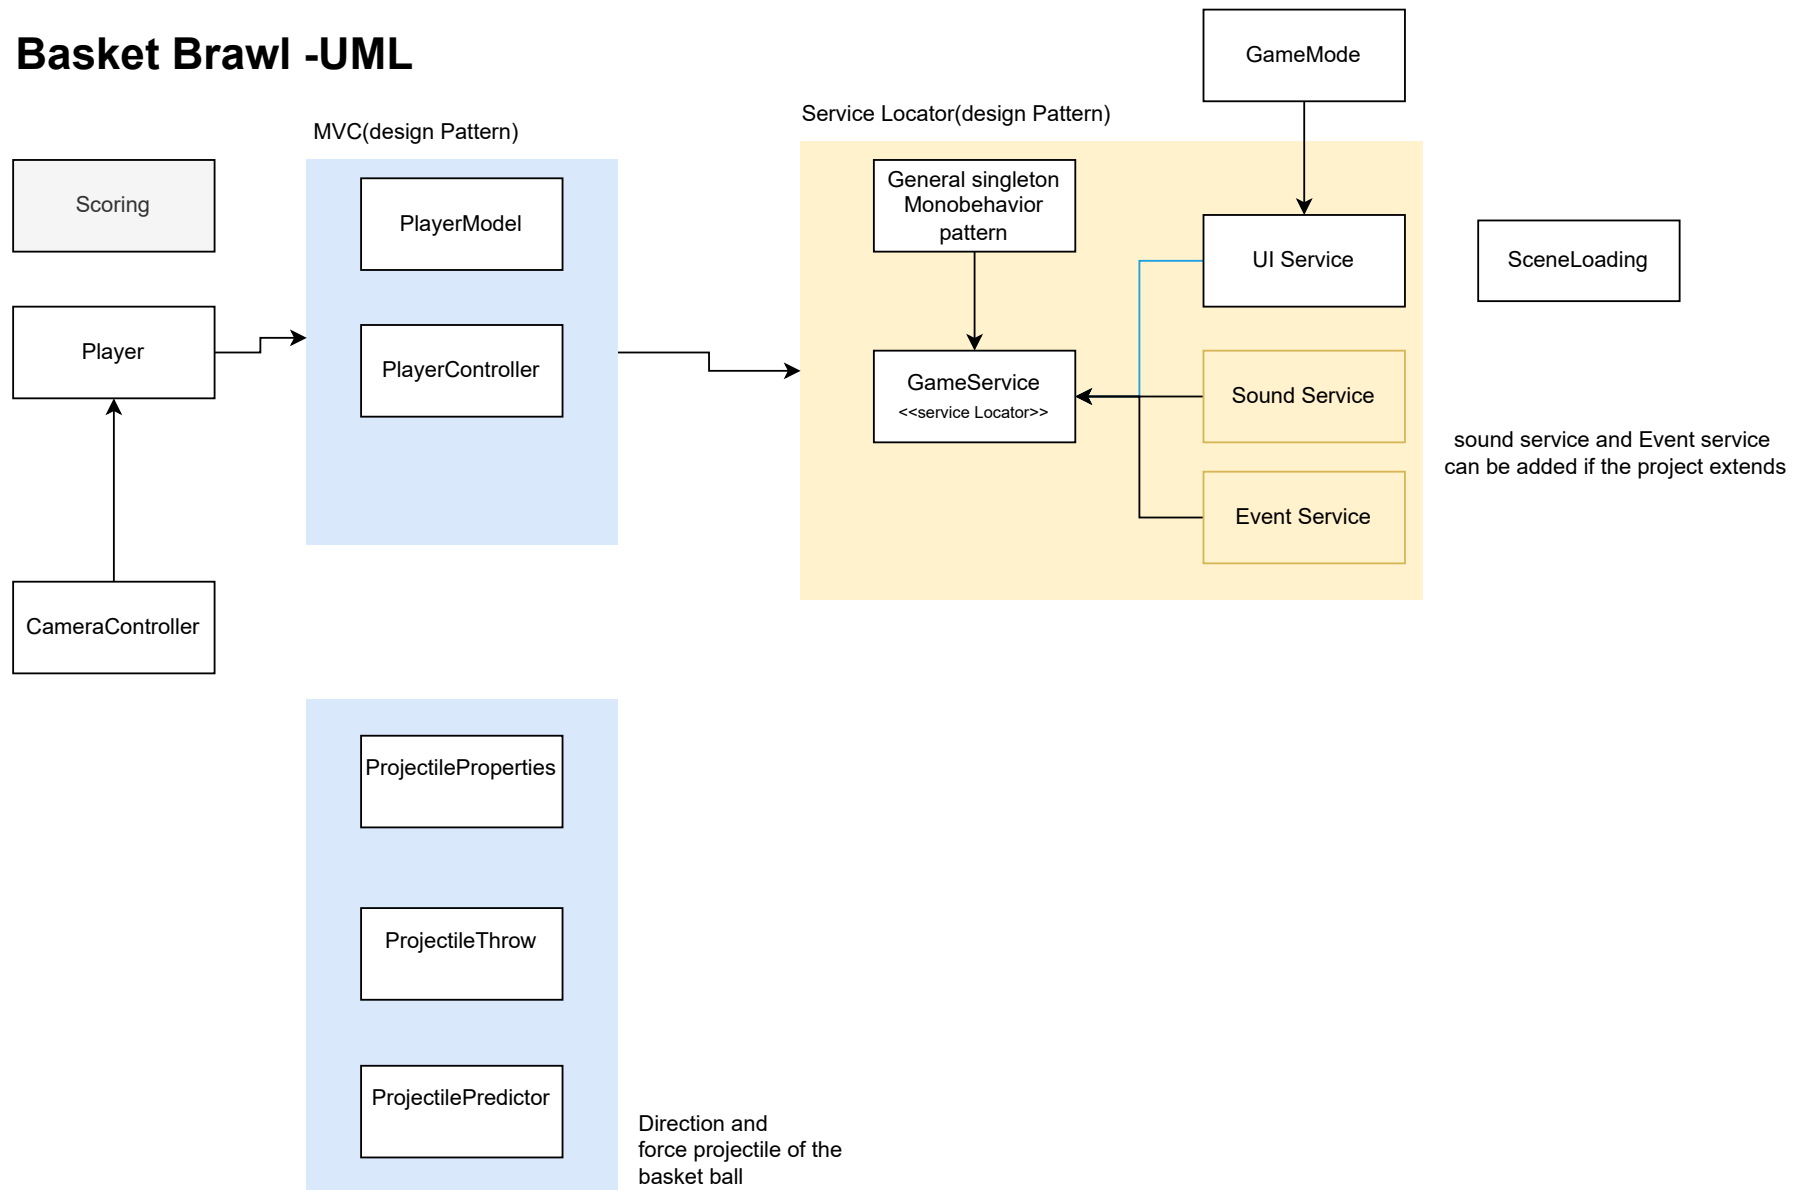 Basket Brawl -UML
GameMode
Service Locator(design Pattern)
MVC(design Pattern)
Scoring
PlayerModel
General singleton
Monobehavior
pattern
UI Service
SceneLoading
Player
PlayerController
GameService
<<service Locator>>
Sound Service
sound service and Event service
can be added if the project extends
Event Service
CameraController
ProjectileProperties
ProjectileThrow
ProjectilePredictor
Direction and
force projectile of the
basket ball